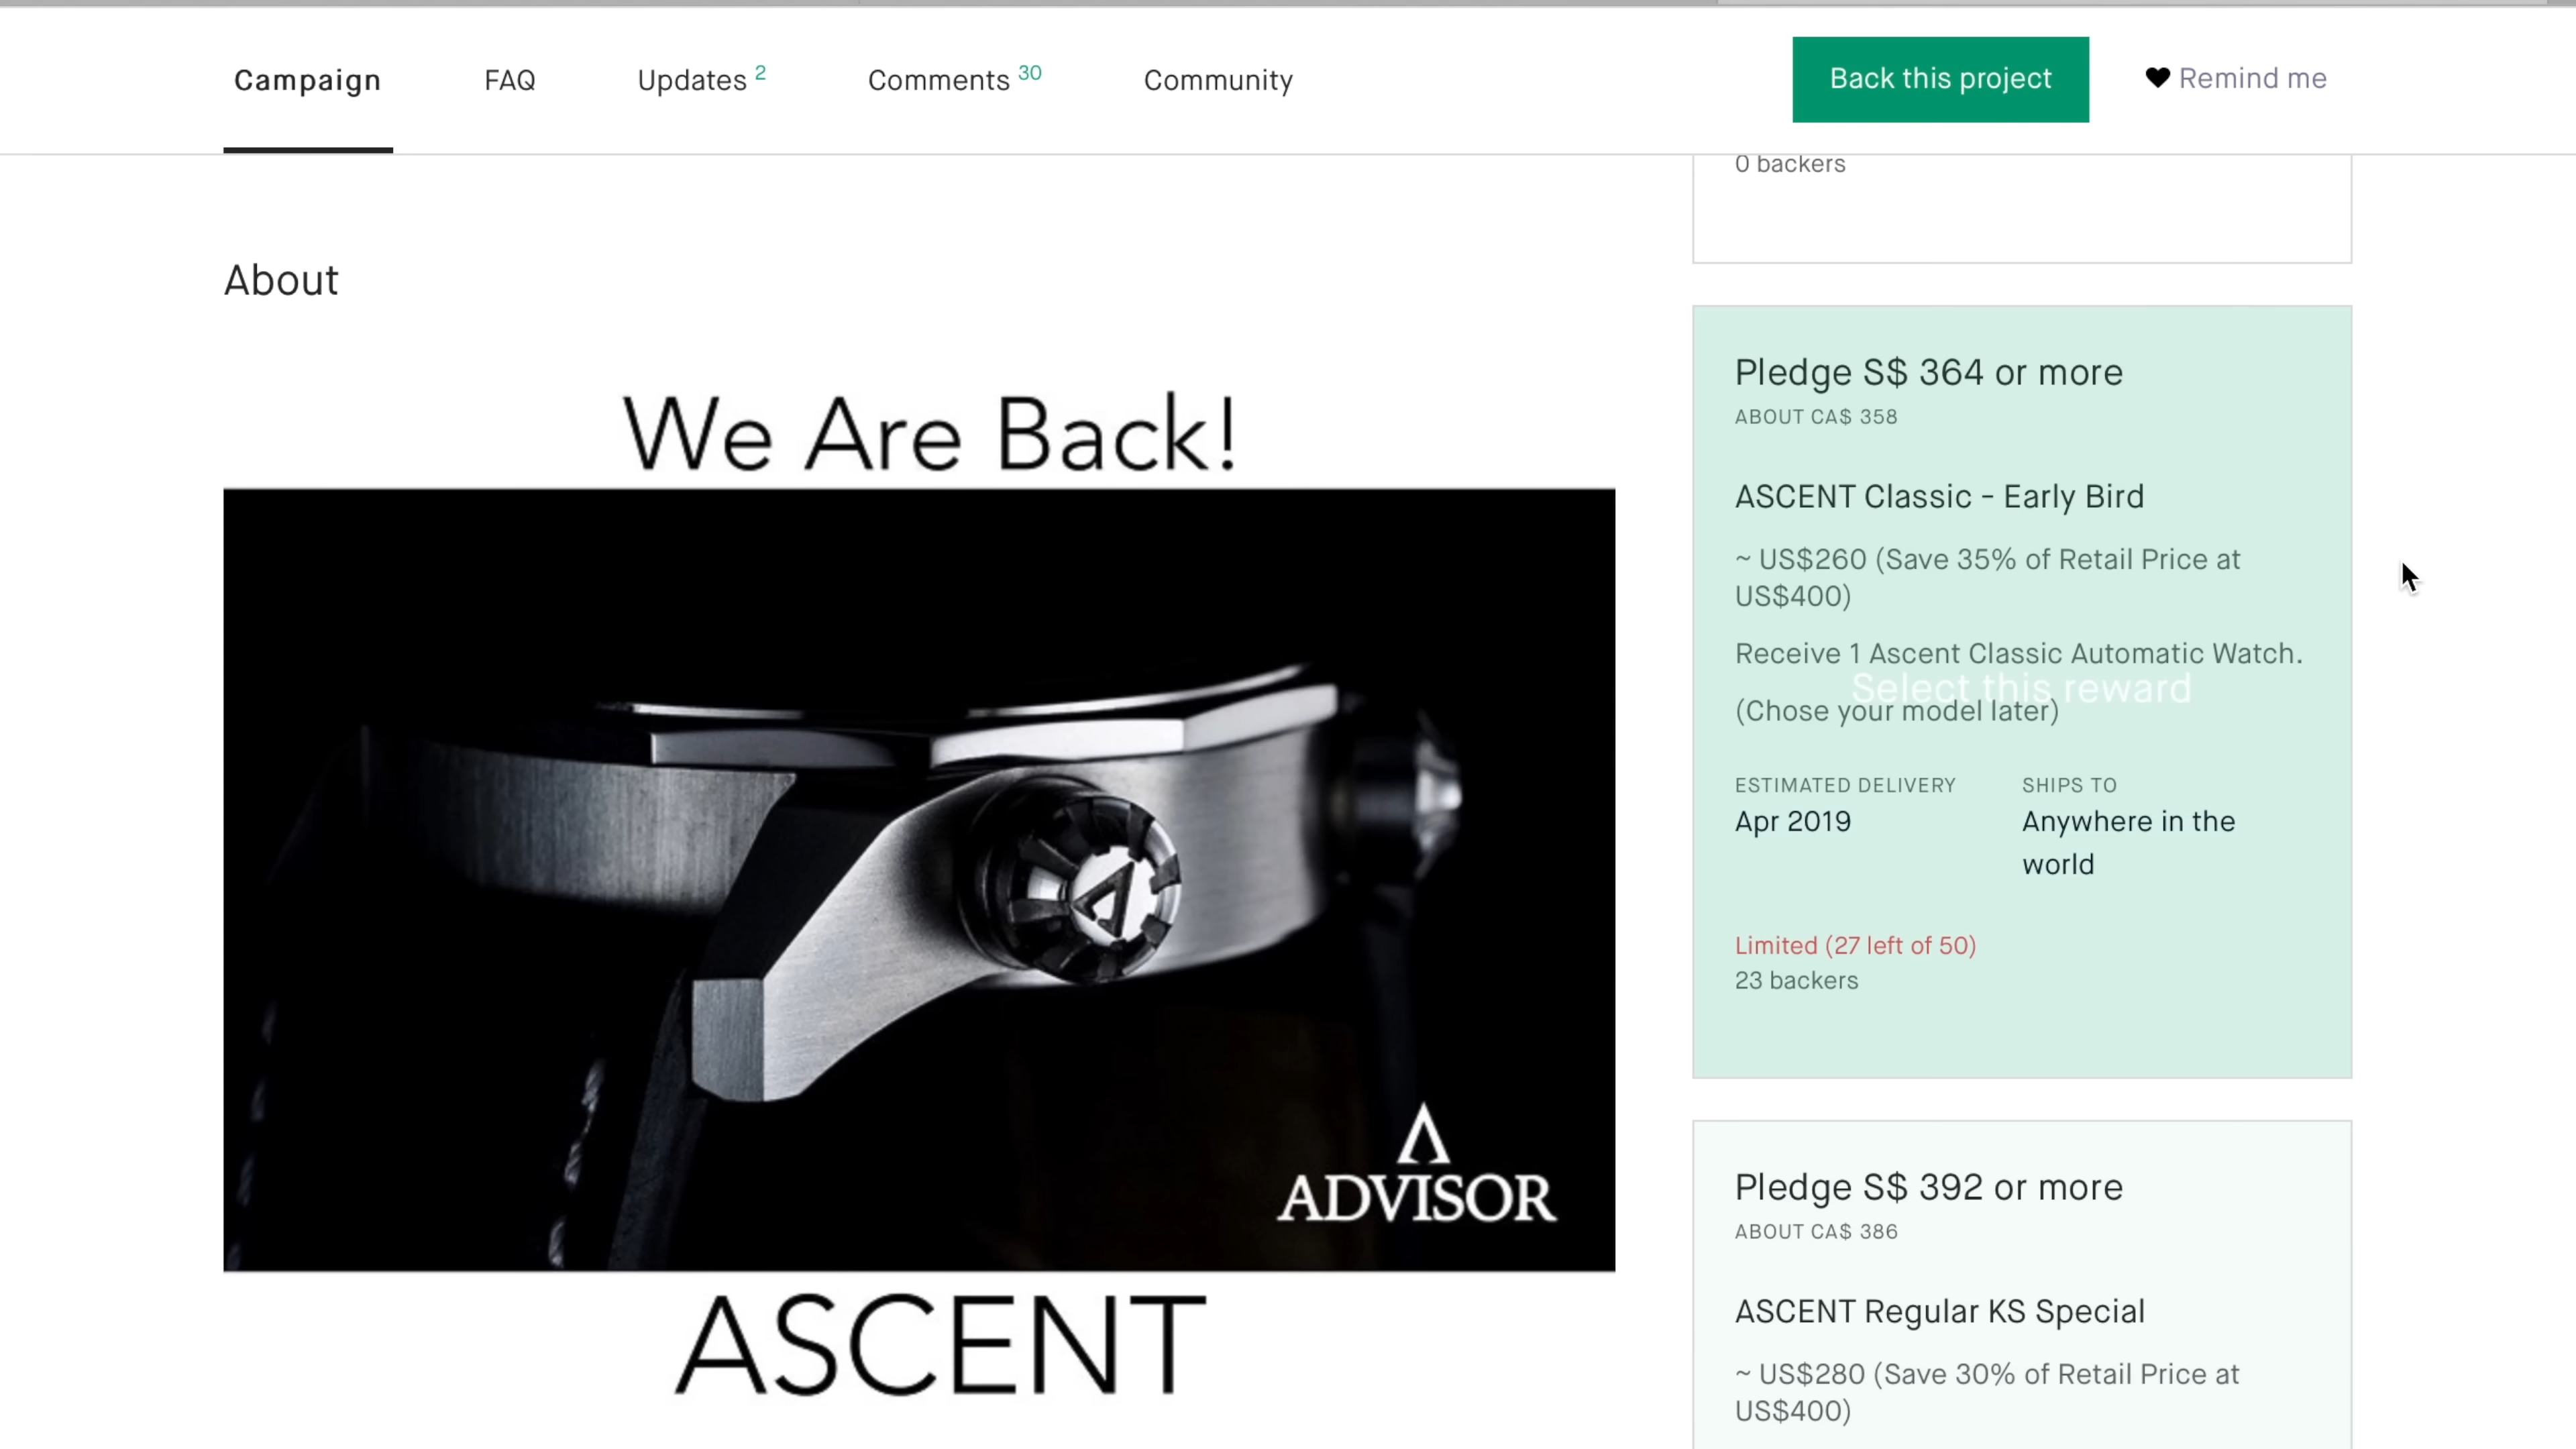 Campaign
FAQ
Updates 2
Comments 30
Community
Back this project
Remind me
About
We Are Back!
ADVISOR
ASCENT
0 backers
Pledge S$ 364 or more
ABOUT CA$ 358
ASCENT Classic - Early Bird
~ US$260 (Save 35% of Retail Price at
US$400)
Receive 1 Ascent Classic Automatic Watch.
Select this reward
(Chose your model later)
ESTIMATED DELIVERY
Apr 2019
SHIPS TO
Anywhere in the
world
Limited (27 left of 50)
23 backers
Pledge S$ 392 or more
ABOUT CA$ 386
ASCENT Regular KS Special
~ US$280 (Save 30% of Retail Price at
US$400)